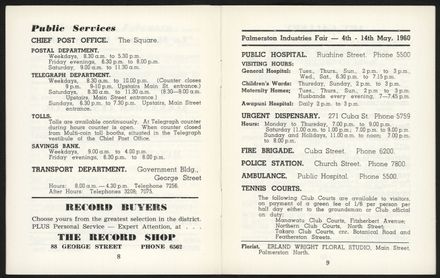 Public Services
CHIEF POST OFFICE. The Square.
POSTAL DEPARTMENT.
Weekdays, 8.30 a.m. to 5.30 p.m.
Friday evenings, 6.30 p.m. to 8.00 p.m.
Saturday, 9.00 a.m. to 11.30 a.m.
TELEGRAPH DEPARTMENT.
Weekdays, 8.30 a.m. to 10.00 p.m. (Counter closes
9 p.m. 9-10 p.m. Upstairs Main St. entrance.)
Saturdays, 8.30 a.m. to 11.30 a.m. 11.30—8.00 a.m.
Upstairs, Main Street entrance.
Sundays, 6.30 p.m. to 7.30 p.m. Upstairs, Main Street
entrance.
TOLLS.
Tolls are available continuously. At Telegraph counter
during hours counter is open. When counter closed
from Multi-coin toll booths, situated in the Telegraph
vestibule of the Chief Post Office.
SAVINGS BANK.
Weekdays, 9.00 a.m. to 4.00 p.m.
Friday evenings, 6.30 p.m. to 8.00 p.m.
TRANSPORT DEPARTMENT. Government Bldg.,
George Street
Hours: 8.00 a.m. - 4.30 p.m. Telephone 7256.
After Hours: Telephones 3208; 7075.
RECORD BUYERS
Choose yours from the greatest selection in the district.
PLUS Personal Service - Expert Attention, at . . .
THE RECORD SHOP
88 GEORGE STREET PHONE 6562
8
Palmerston Industries Fair — 4th - 14th May, 1960
PUBLIC HOSPITAL. Ruahine Street. Phone 5500
VISITING HOURS:
General Hospital: Tues., Thurs., Sun., 2 p.m. to 3 p.m.
Wed., Sat. 6.30 p.m. to 7.15 p.m.
Children's Wards: Thursday, Sunday, 2 p.m. to 3 p.m.
Maternity Homes: Tues., Thurs., Sun., 2 p.m. to 3 p.m.
Husbands every evening, 7—7.45 p.m.
Awapuni Hospital: Daily 2 p.m. to 3 p.m.
URGENT DISPENSARY. 271 Cuba St. Phone 5759
Hours: Monday to Thursday, 7.00 p.m. to 9.00 p.m.
Saturday 11.00 a.m. to 1.00 p.m.; 7.00 p.m. to 9.00 p.m.
Sunday and Holidays, 11.00 a.m. to noon; 7.00 p.m.
to 8.00 p.m.
FIRE BRIGADE. Cuba Street. Phone 6200.
POLICE STATION. Church Street. Phone 7800.
AMBULANCE. Public Hospital. Phone 5500.
TENNIS COURTS.
The following Club Courts are available to visitors,
on payment of a green fee of 1/6 per person per
half day either to the groundsman or Club official
on duty:
Manawatu Club Courts, Fitzherbert Avenue;
Northern Club Courts, North Street;
Takaro Club Courts, cnr. Botanical Road and
Featherston Streets.
Florist. ERLAND WRIGHT FLORAL STUDIO, Main Street,
Palmerston North.
9